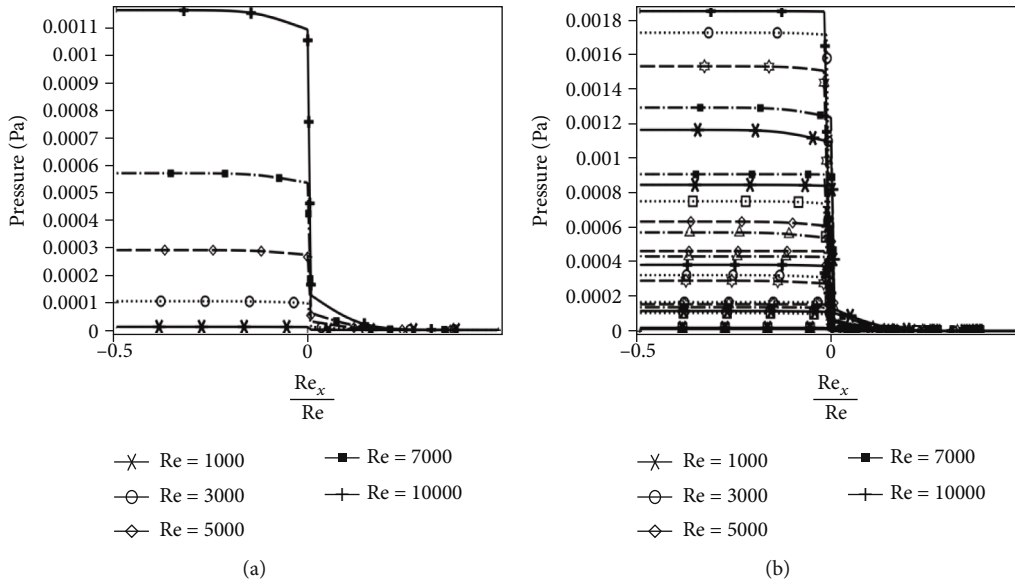 0.0011
0.001
0.0009
0.0008
0.0007
0.0006
0.0005
0.0004
0.0003
0.0002
0.0001
0
Pressure (Pa)
−0.5
0
Re_x
Re
Re = 1000
Re = 3000
Re = 5000
Re = 7000
Re = 10000
(a)
0.0018
0.0016
0.0014
0.0012
0.001
0.0008
0.0006
0.0004
0.0002
0
Pressure (Pa)
−0.5
0
Re_x
Re
Re = 1000
Re = 3000
Re = 5000
Re = 7000
Re = 10000
(b)